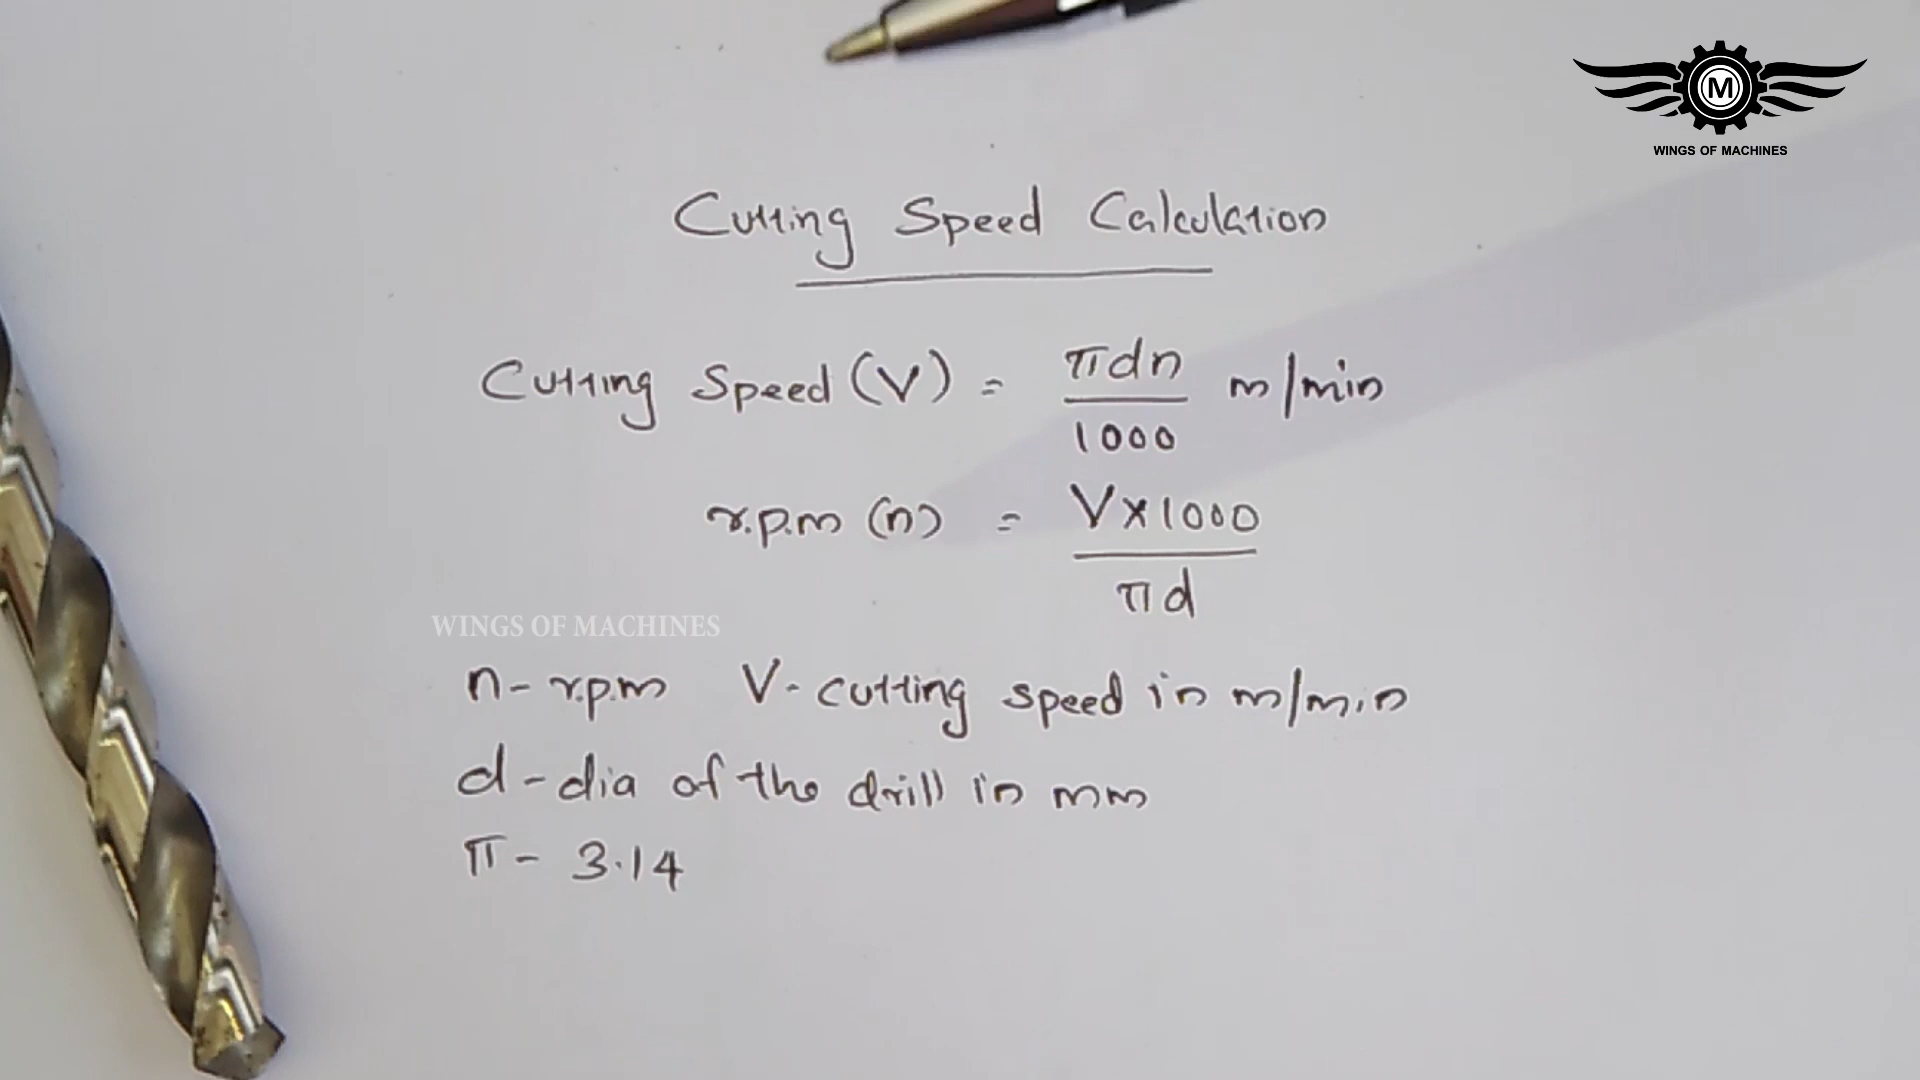 M
WINGS OF MACHINES
Cutting Speed Calculation
Cutting Speed (V) = πdn / 1000 m/min
r.p.m (n) = V×1000 / πd
WINGS OF MACHINES
n - r.p.m V - cutting speed in m/min
d - dia of the drill in mm
π - 3.14